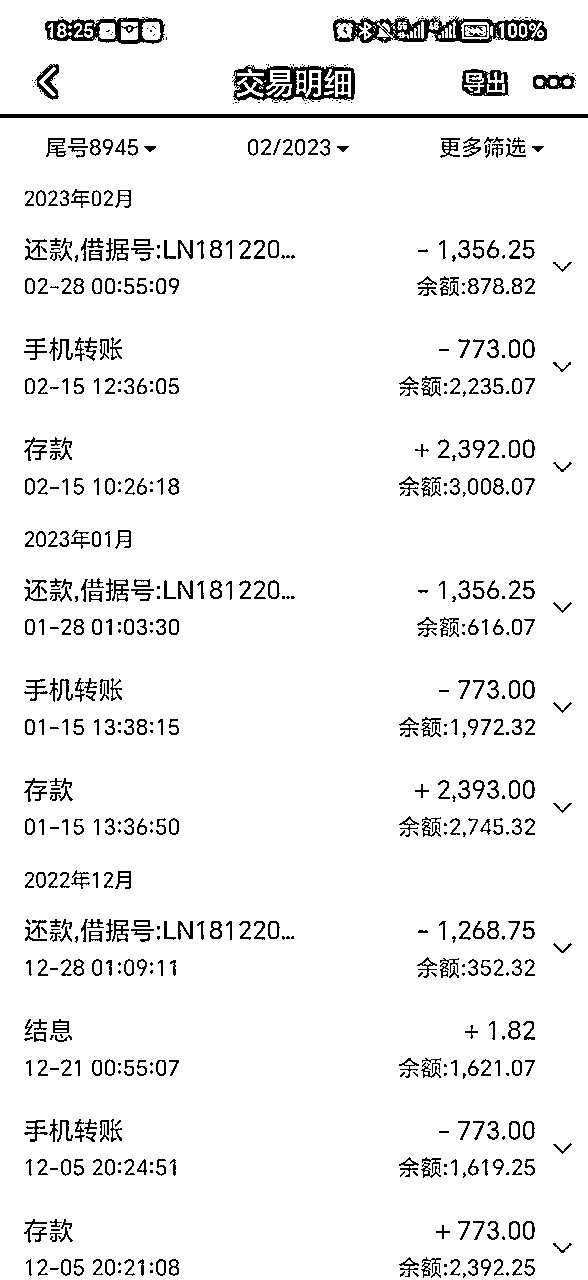 18:25 100%
交易明细 导出
尾号8945 02/2023 更多筛选
2023年02月
还款,借据号:LN181220... - 1,356.25
02-28 00:55:09 余额:878.82
手机转账 - 773.00
02-15 12:36:05 余额:2,235.07
存款 + 2,392.00
02-15 10:26:18 余额:3,008.07
2023年01月
还款,借据号:LN181220... - 1,356.25
01-28 01:03:30 余额:616.07
手机转账 - 773.00
01-15 13:38:15 余额:1,972.32
存款 + 2,393.00
01-15 13:36:50 余额:2,745.32
2022年12月
还款,借据号:LN181220... - 1,268.75
12-28 01:09:11 余额:352.32
结息 + 1.82
12-21 00:55:07 余额:1,621.07
手机转账 - 773.00
12-05 20:24:51 余额:1,619.25
存款 + 773.00
12-05 20:21:08 余额:2,392.25